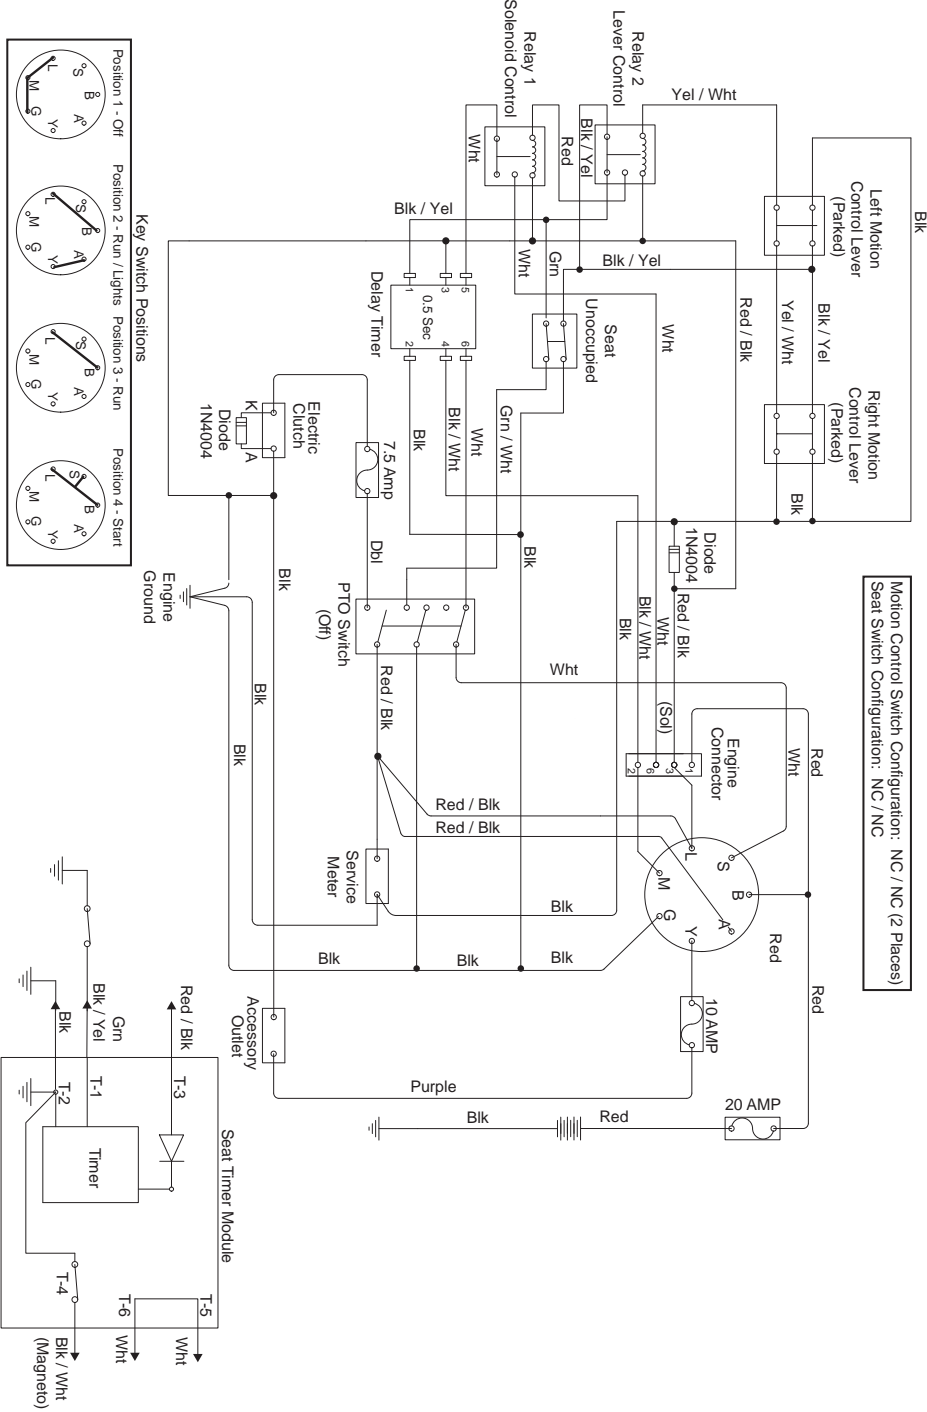 Motion Control Switch Configuration: NC / NC (2 Places)
Seat Switch Configuration: NC / NC
Blk
Left Motion
Control Lever
(Parked)
Right Motion
Control Lever
(Parked)
Yel / Wht
Blk / Yel
Yel / Wht
Blk
Relay 2
Lever Control
Relay 1
Solenoid Control
Blk / Yel
Red
Wht
Blk / Yel
Wht
Grn
Blk / Yel
Wht
Red / Blk
Seat
Unoccupied
5
3
1
0.5 Sec
6
4
2
Delay Timer
Wht
Blk / Wht
Blk
Grn / Wht
Blk
Diode
1N4004
Red / Blk
Wht
Blk / Wht
Blk
(Sol)
Electric
Clutch
K
A
Diode
1N4004
7.5 Amp
Dbl
PTO Switch
(Off)
Blk
Engine
Ground
Blk
Blk
Red / Blk
Wht
Red
Wht
Engine
Connector
1
3
6
2
Red / Blk
Red / Blk
Service
Meter
Blk
S
L
B
M
A
G
Y
Red
Red
Blk
Blk
Blk
10 AMP
Accessory
Outlet
Purple
20 AMP
Red
Blk
Key Switch Positions
Position 1 - Off
S
B
A
L
M
G
Y
Position 2 - Run / Lights
S
B
A
L
M
G
Y
Position 3 - Run
S
B
A
L
M
G
Y
Position 4 - Start
S
B
A
L
M
G
Y
Seat Timer Module
Red / Blk
T-3
Grn
Blk / Yel
T-1
Blk
T-2
Timer
T-4
T-5
T-6
Wht
Wht
Blk / Wht
(Magneto)